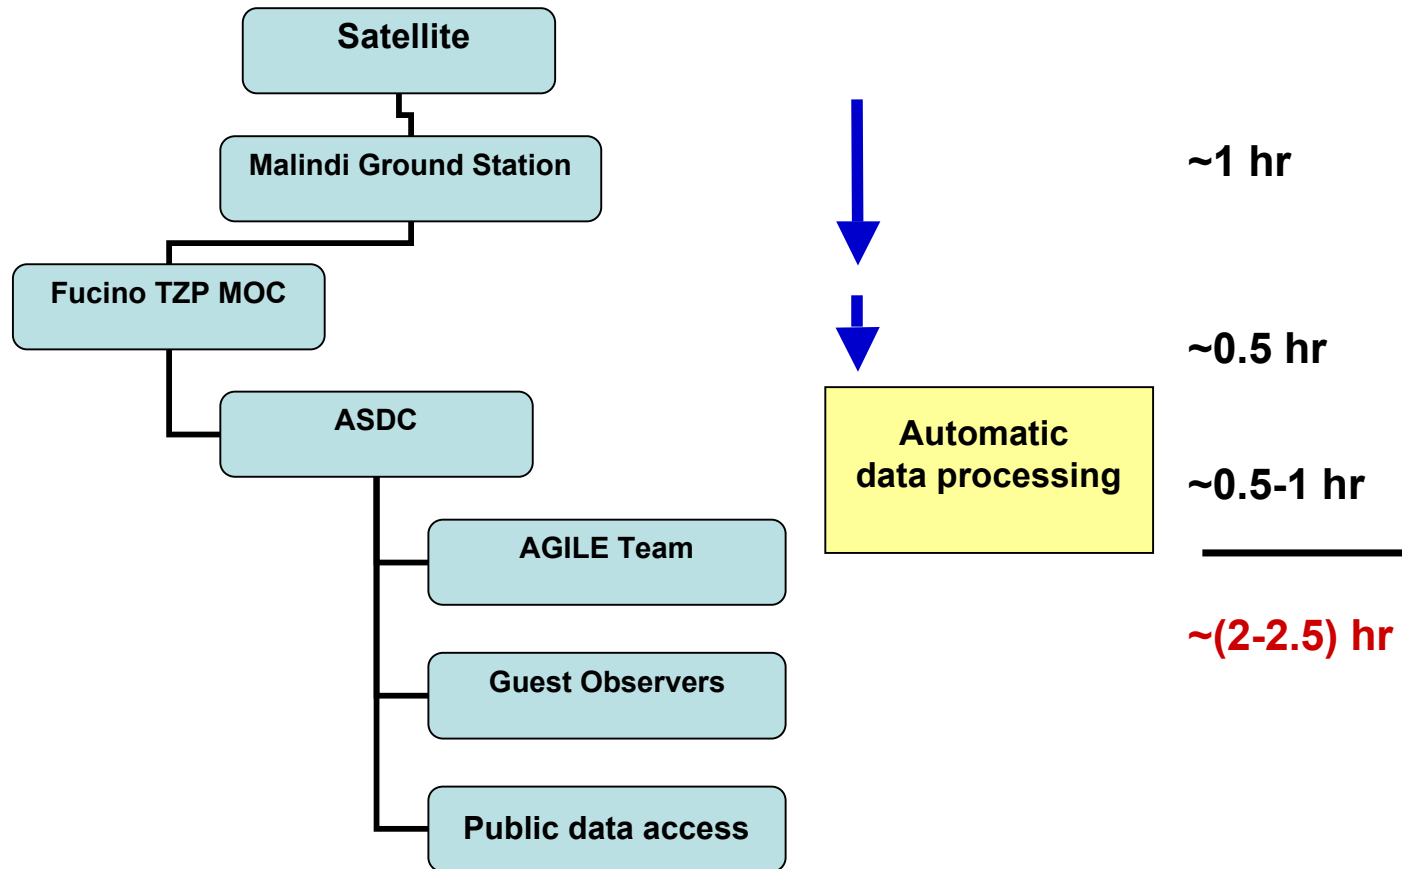 Satellite
Malindi Ground Station
~1 hr
Fucino TZP MOC
~0.5 hr
ASDC
Automatic
data processing
~0.5-1 hr
AGILE Team
~(2-2.5) hr
Guest Observers
Public data access